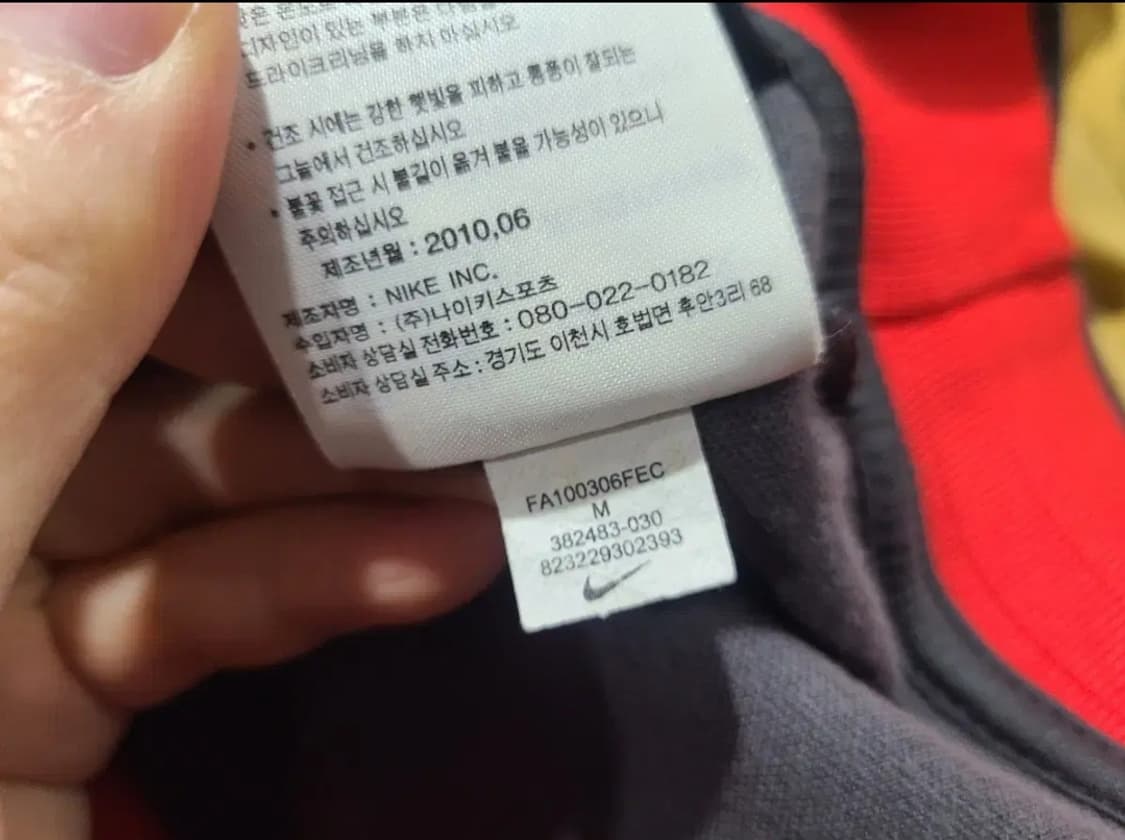 디자인이 있는 부분은 다림질
드라이크리닝을 하지 마십시오
• 건조 시에는 강한 햇빛을 피하고 통풍이 잘되는
그늘에서 건조하십시오
• 불꽃 접근 시 불길이 옮겨 붙을 가능성이 있으니
주의하십시오
제조년월 : 2010,06
제조자명 : NIKE INC.
수입자명 : (주)나이키스포츠
소비자 상담실 전화번호 : 080-022-0182
소비자 상담실 주소 : 경기도 이천시 호법면 후안3리 68
FA100306FEC
M
382483-030
823229302393